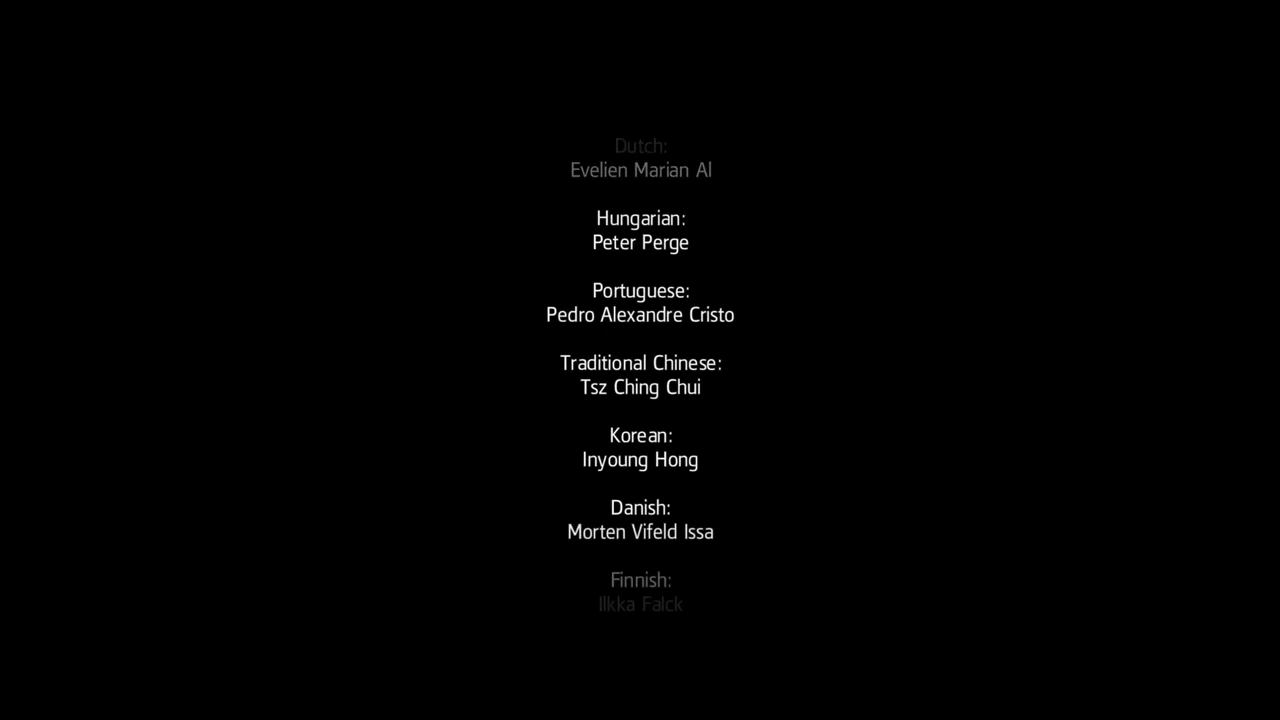 Dutch:
Evelien Marian Al
Hungarian:
Peter Perge
Portuguese:
Pedro Alexandre Cristo
Traditional Chinese:
Tsz Ching Chui
Korean:
Inyoung Hong
Danish:
Morten Vifeld Issa
Finnish:
Ilkka Falck